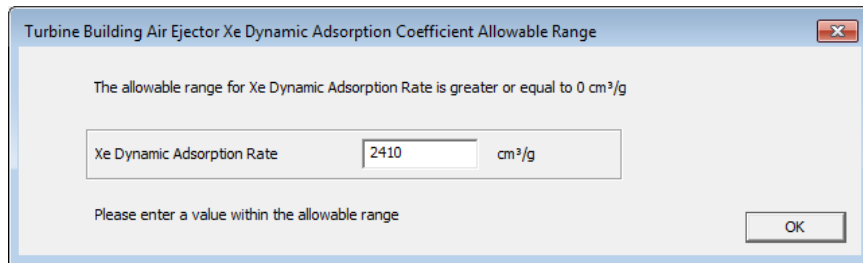 Turbine Building Air Ejector Xe Dynamic Adsorption Coefficient Allowable Range
The allowable range for Xe Dynamic Adsorption Rate is greater or equal to 0 cm³/g
Xe Dynamic Adsorption Rate 2410 cm³/g
Please enter a value within the allowable range
OK